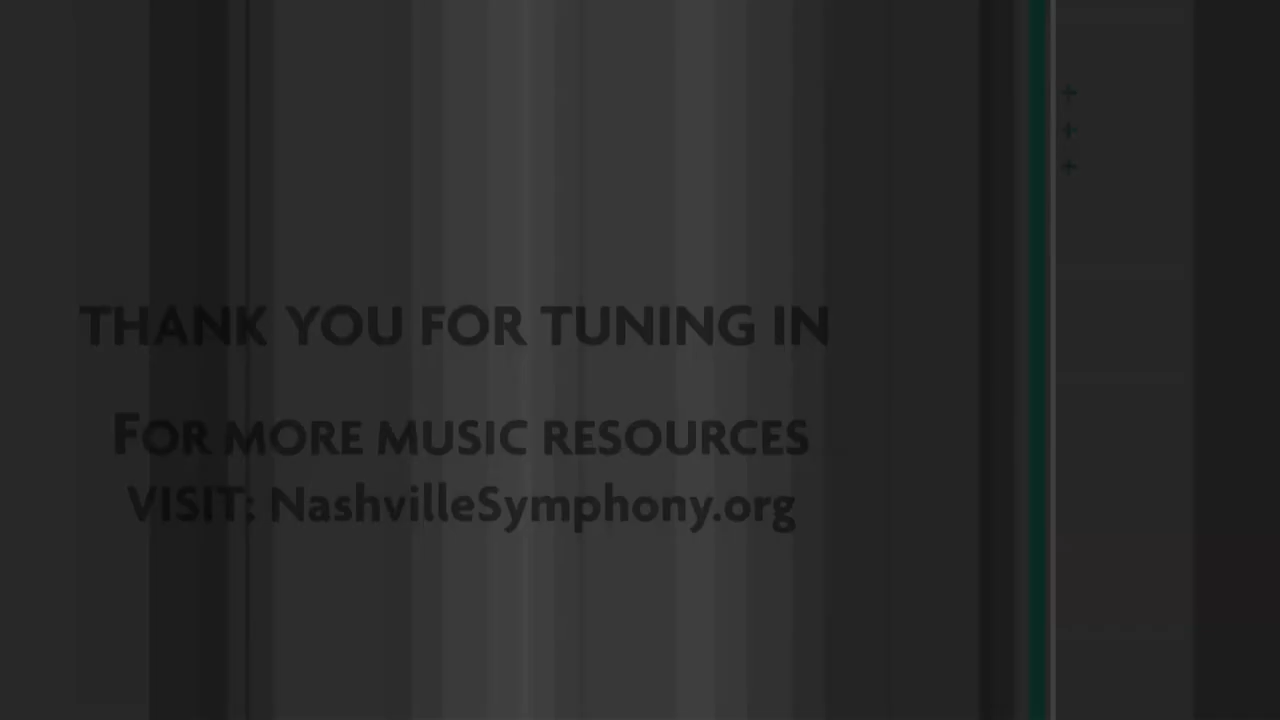 THANK YOU FOR TUNING IN
FOR MORE MUSIC RESOURCES
VISIT: NashvilleSymphony.org